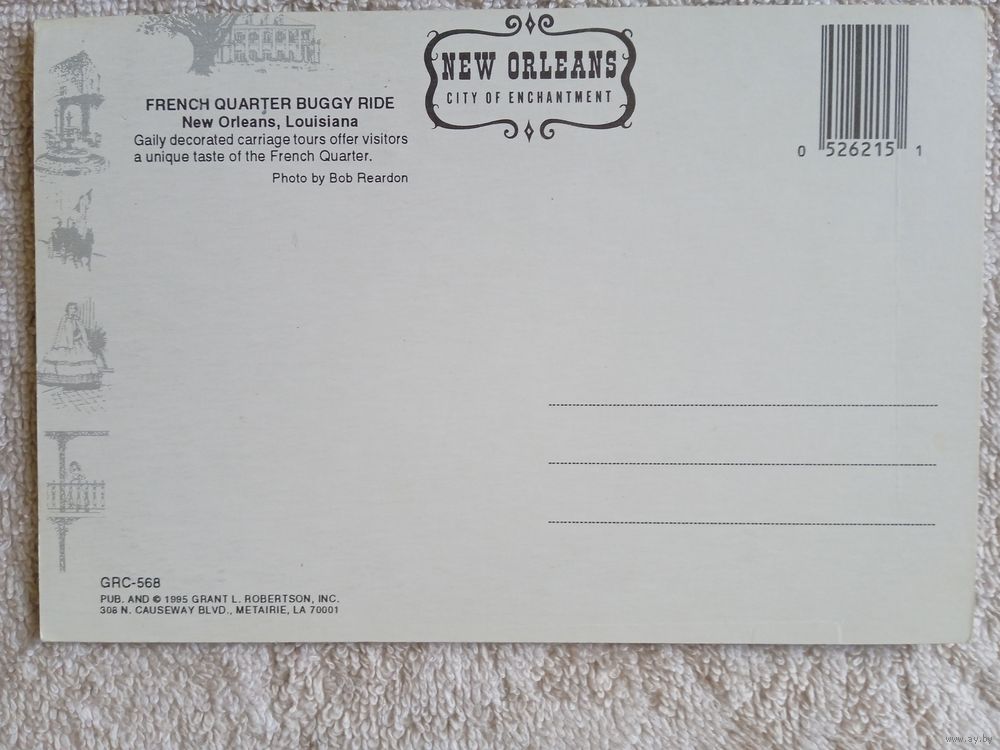 NEW ORLEANS
CITY OF ENCHANTMENT
FRENCH QUARTER BUGGY RIDE
New Orleans, Louisiana
Gaily decorated carriage tours offer visitors
a unique taste of the French Quarter.
Photo by Bob Reardon
0 526215 1
GRC-568
PUB. AND © 1995 GRANT L. ROBERTSON, INC.
308 N. CAUSEWAY BLVD., METAIRIE, LA 70001
www.ay.by